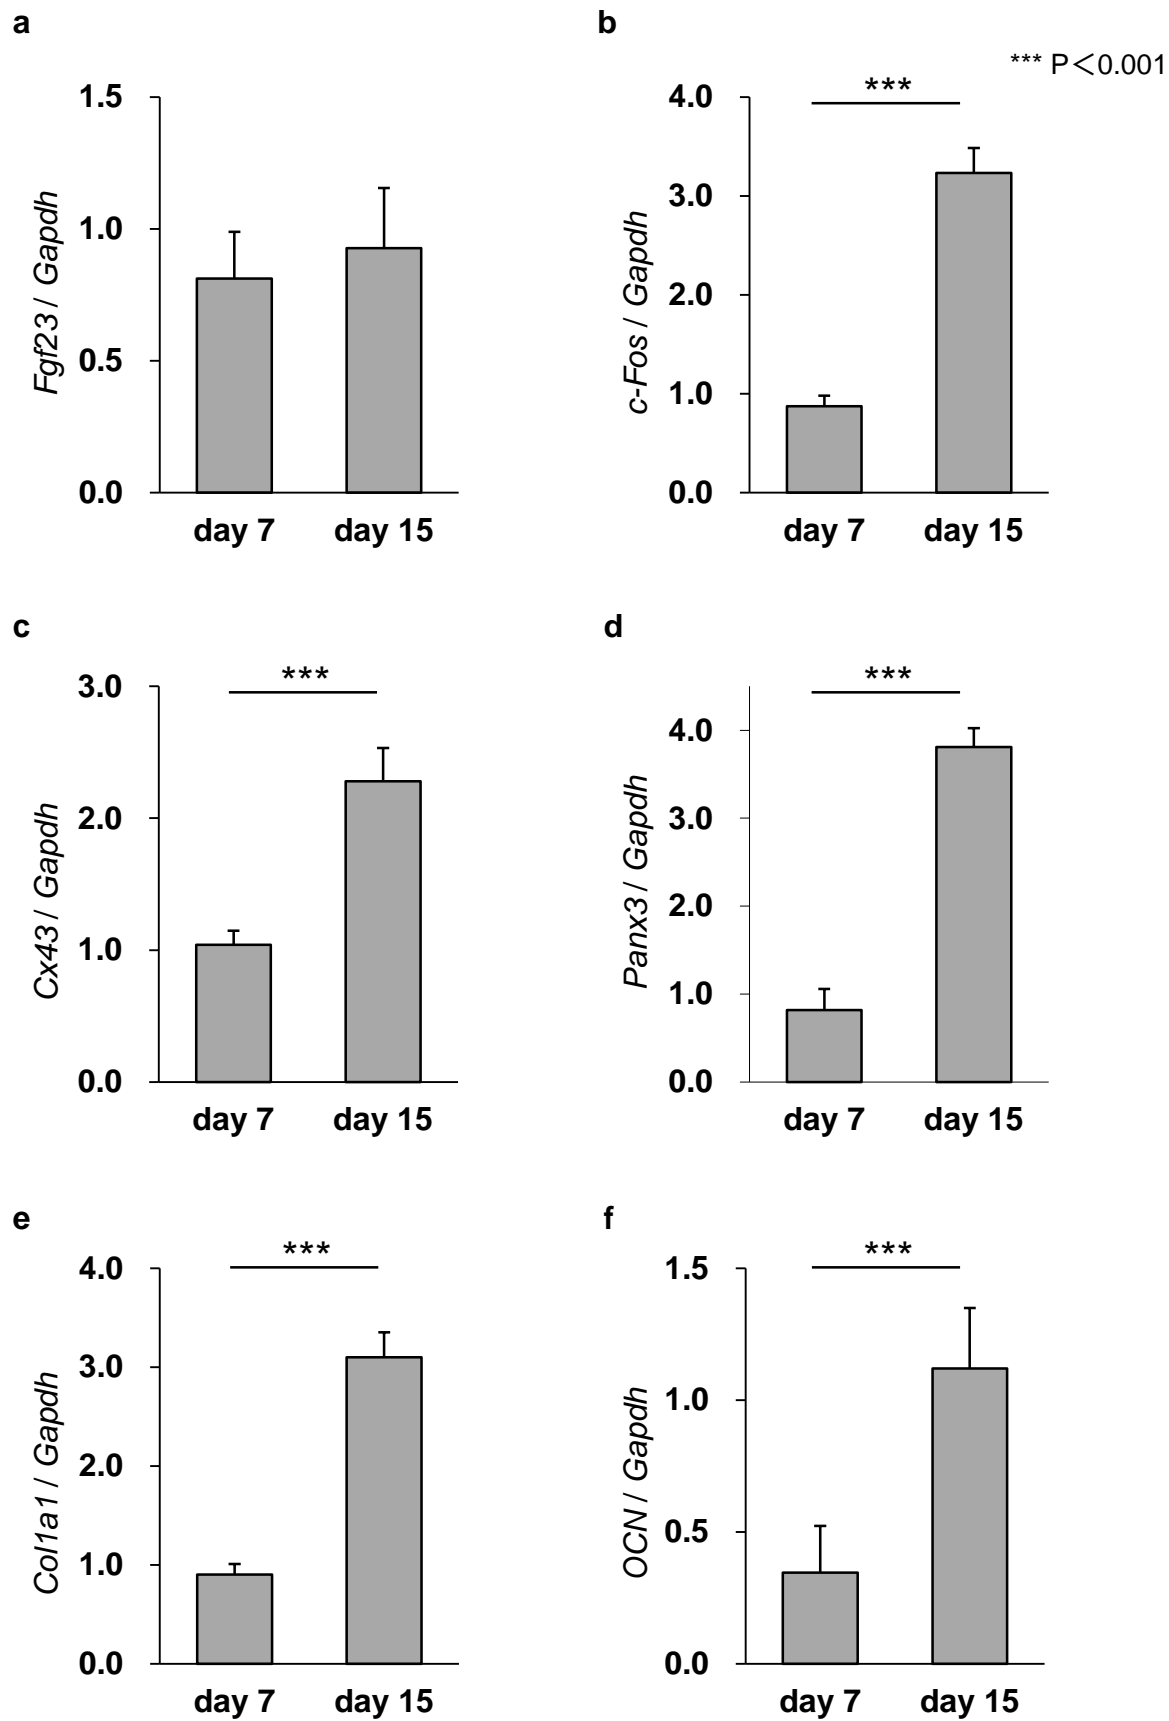 a
b
*** P＜0.001
1.5
1.0
0.5
0.0
Fgf23 / Gapdh
day 7
day 15
***
4.0
3.0
2.0
1.0
0.0
c-Fos / Gapdh
day 7
day 15
c
d
***
3.0
2.0
1.0
0.0
Cx43 / Gapdh
day 7
day 15
***
4.0
3.0
2.0
1.0
0.0
Panx3 / Gapdh
day 7
day 15
e
f
***
4.0
3.0
2.0
1.0
0.0
Col1a1 / Gapdh
day 7
day 15
***
1.5
1.0
0.5
0.0
OCN / Gapdh
day 7
day 15